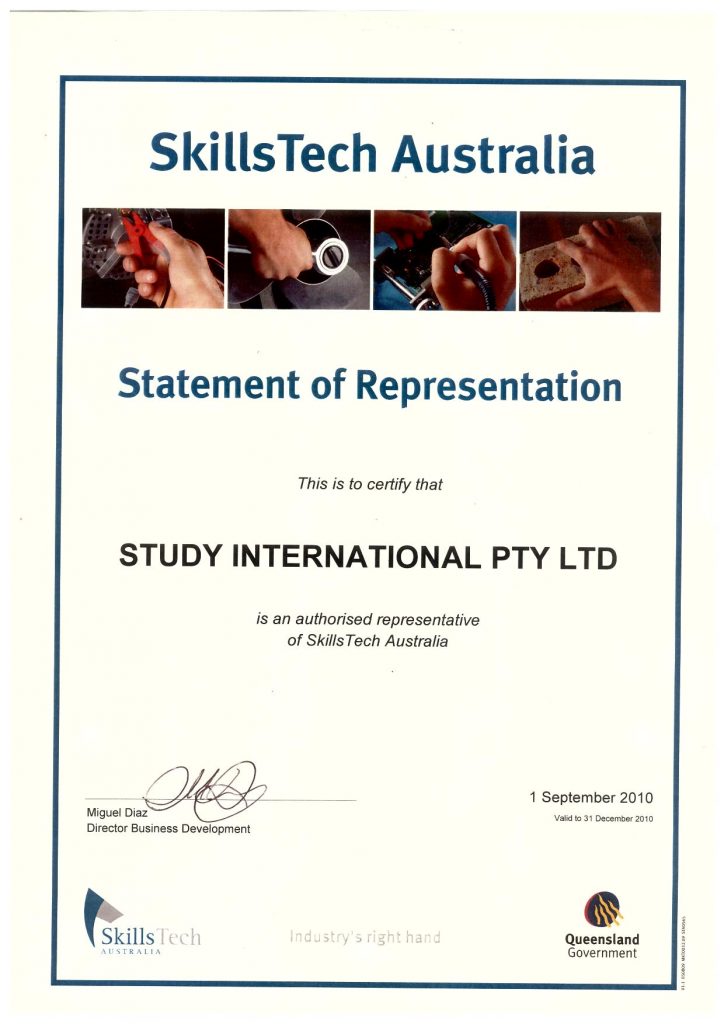 SkillsTech Australia
Statement of Representation
This is to certify that
STUDY INTERNATIONAL PTY LTD
is an authorised representative
of SkillsTech Australia
Miguel Diaz
Director Business Development
1 September 2010
Valid to 31 December 2010
SkillsTech
AUSTRALIA
Industry's right hand
Queensland
Government